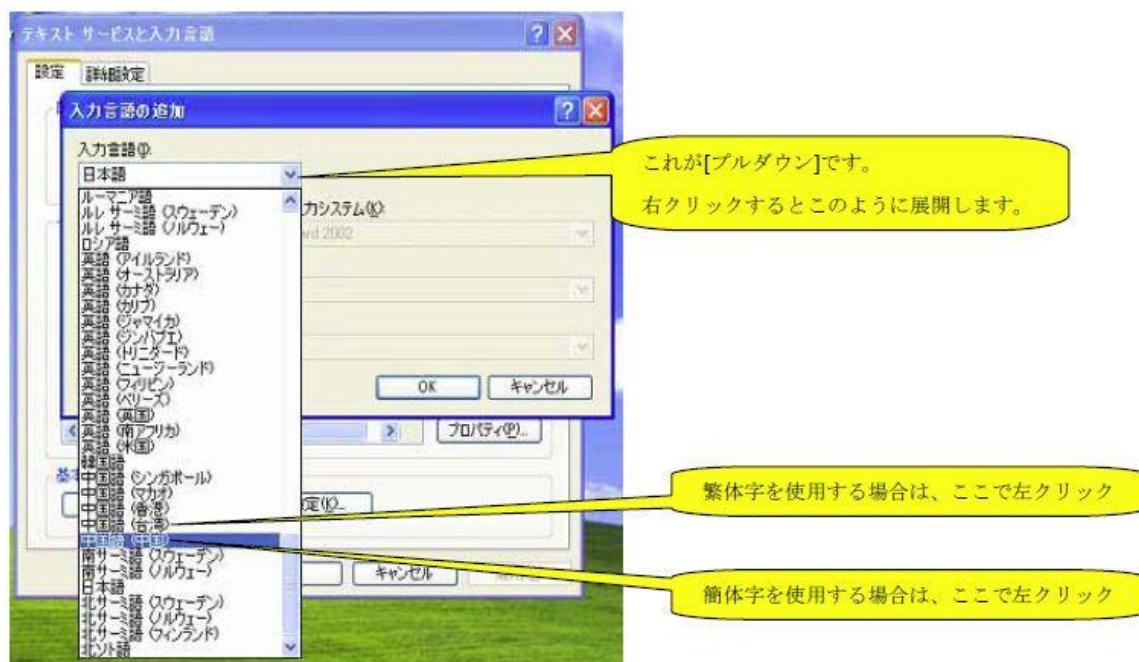 テキスト サービスと入力言語
設定 詳細設定
入力言語の追加
入力言語(I):
日本語
ルーマニア語
ルレ サーミ語 (スウェーデン)
ルレ サーミ語 (ノルウェー)
ロシア語
英語 (アイルランド)
英語 (オーストラリア)
英語 (カナダ)
英語 (カリブ)
英語 (ジャマイカ)
英語 (ジンバブエ)
英語 (トリニダード)
英語 (ニュージーランド)
英語 (フィリピン)
英語 (ベリーズ)
英語 (英国)
英語 (南アフリカ)
英語 (米国)
韓国語
中国語 (シンガポール)
中国語 (マカオ)
中国語 (香港)
中国語 (台湾)
中国語 (中国)
南サーミ語 (スウェーデン)
南サーミ語 (ノルウェー)
日本語
北サーミ語 (スウェーデン)
北サーミ語 (ノルウェー)
北サーミ語 (フィンランド)
北ソト語
力システム(K):
2002
OK キャンセル
プロパティ(P)...
基本
定(K)...
キャンセル
これが[プルダウン]です。
右クリックするとこのように展開します。
繁体字を使用する場合は、ここで左クリック
簡体字を使用する場合は、ここで左クリック